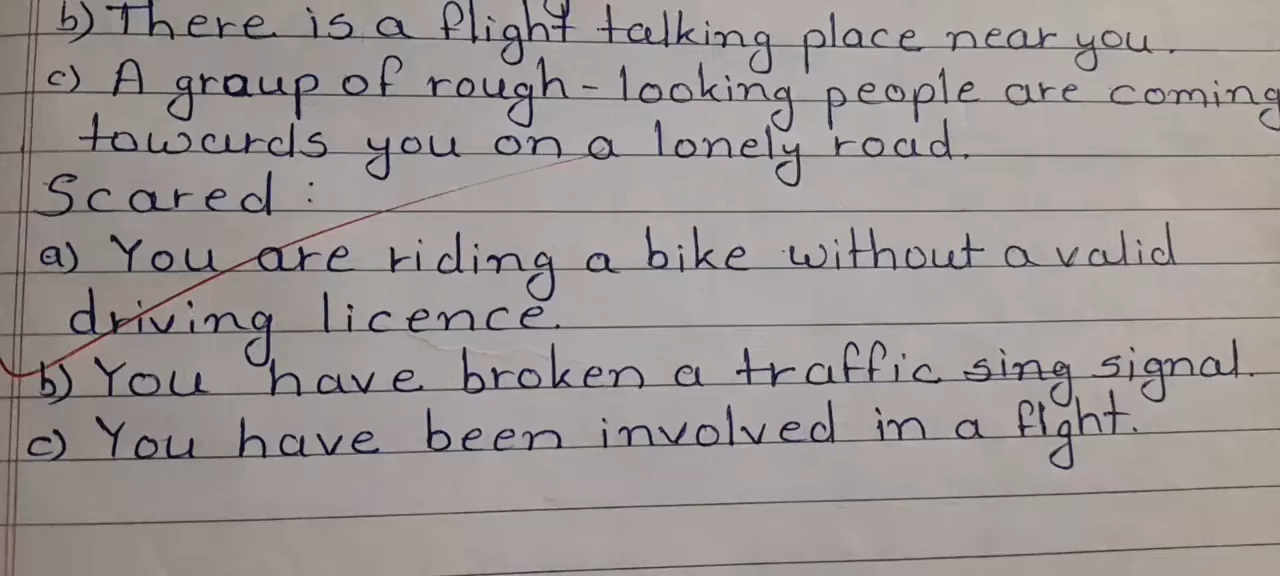 b) There is a flight talking place near you.
c) A group of rough-looking people are coming
towards you on a lonely road.
Scared :
a) You are riding a bike without a valid
driving licence.
b) You have broken a traffic sing signal.
c) You have been involved in a fight.